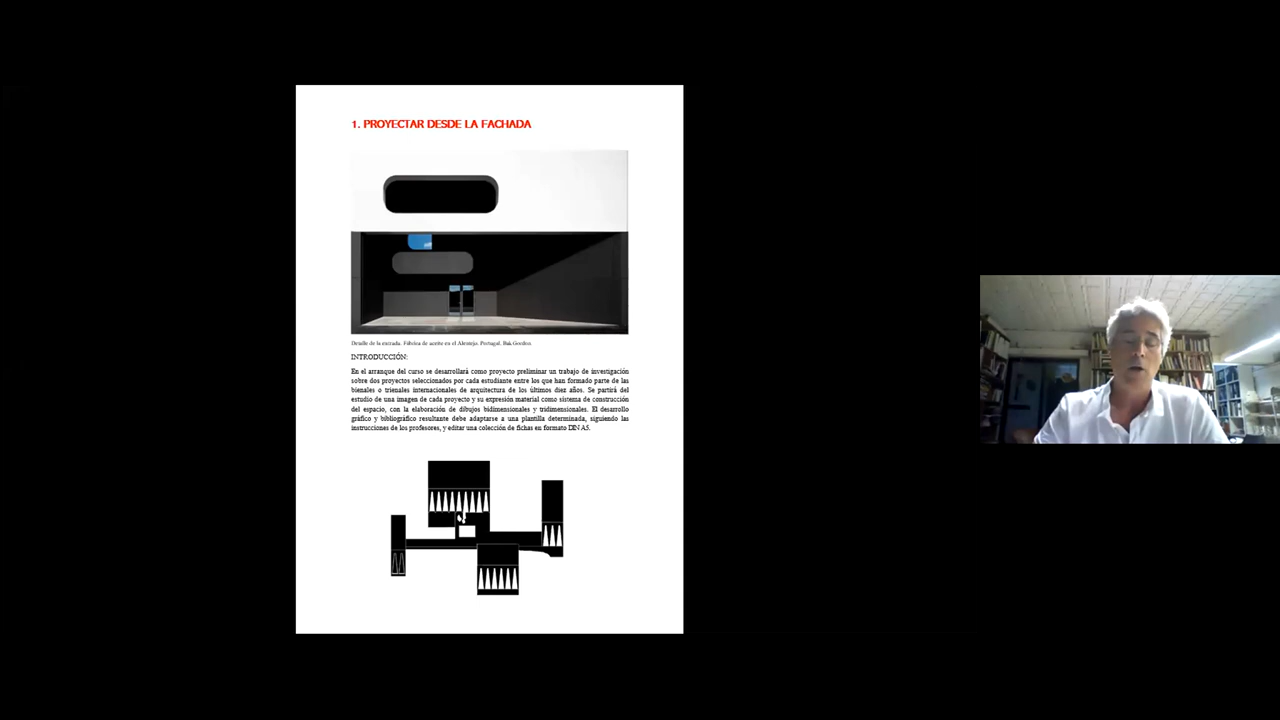 1. PROYECTAR DESDE LA FACHADA
Detalle de la entrada. Fábrica de aceite en el Alentejo. Portugal. Rui Gordon.
INTRODUCCIÓN:
En el arranque del curso se desarrollará como proyecto preliminar un trabajo de investigación
sobre dos proyectos seleccionados por cada estudiante entre los que han formado parte de las
bienales o trienales internacionales de arquitectura de los últimos diez años. Se partirá del
estudio de una imagen de cada proyecto y su expresión material como sistema de construcción
del espacio, con la elaboración de dibujos bidimensionales y tridimensionales. El desarrollo
gráfico y bibliográfico resultante debe adaptarse a una plantilla determinada, siguiendo las
instrucciones de los profesores, y editar una colección de fichas en formato DIN A5.